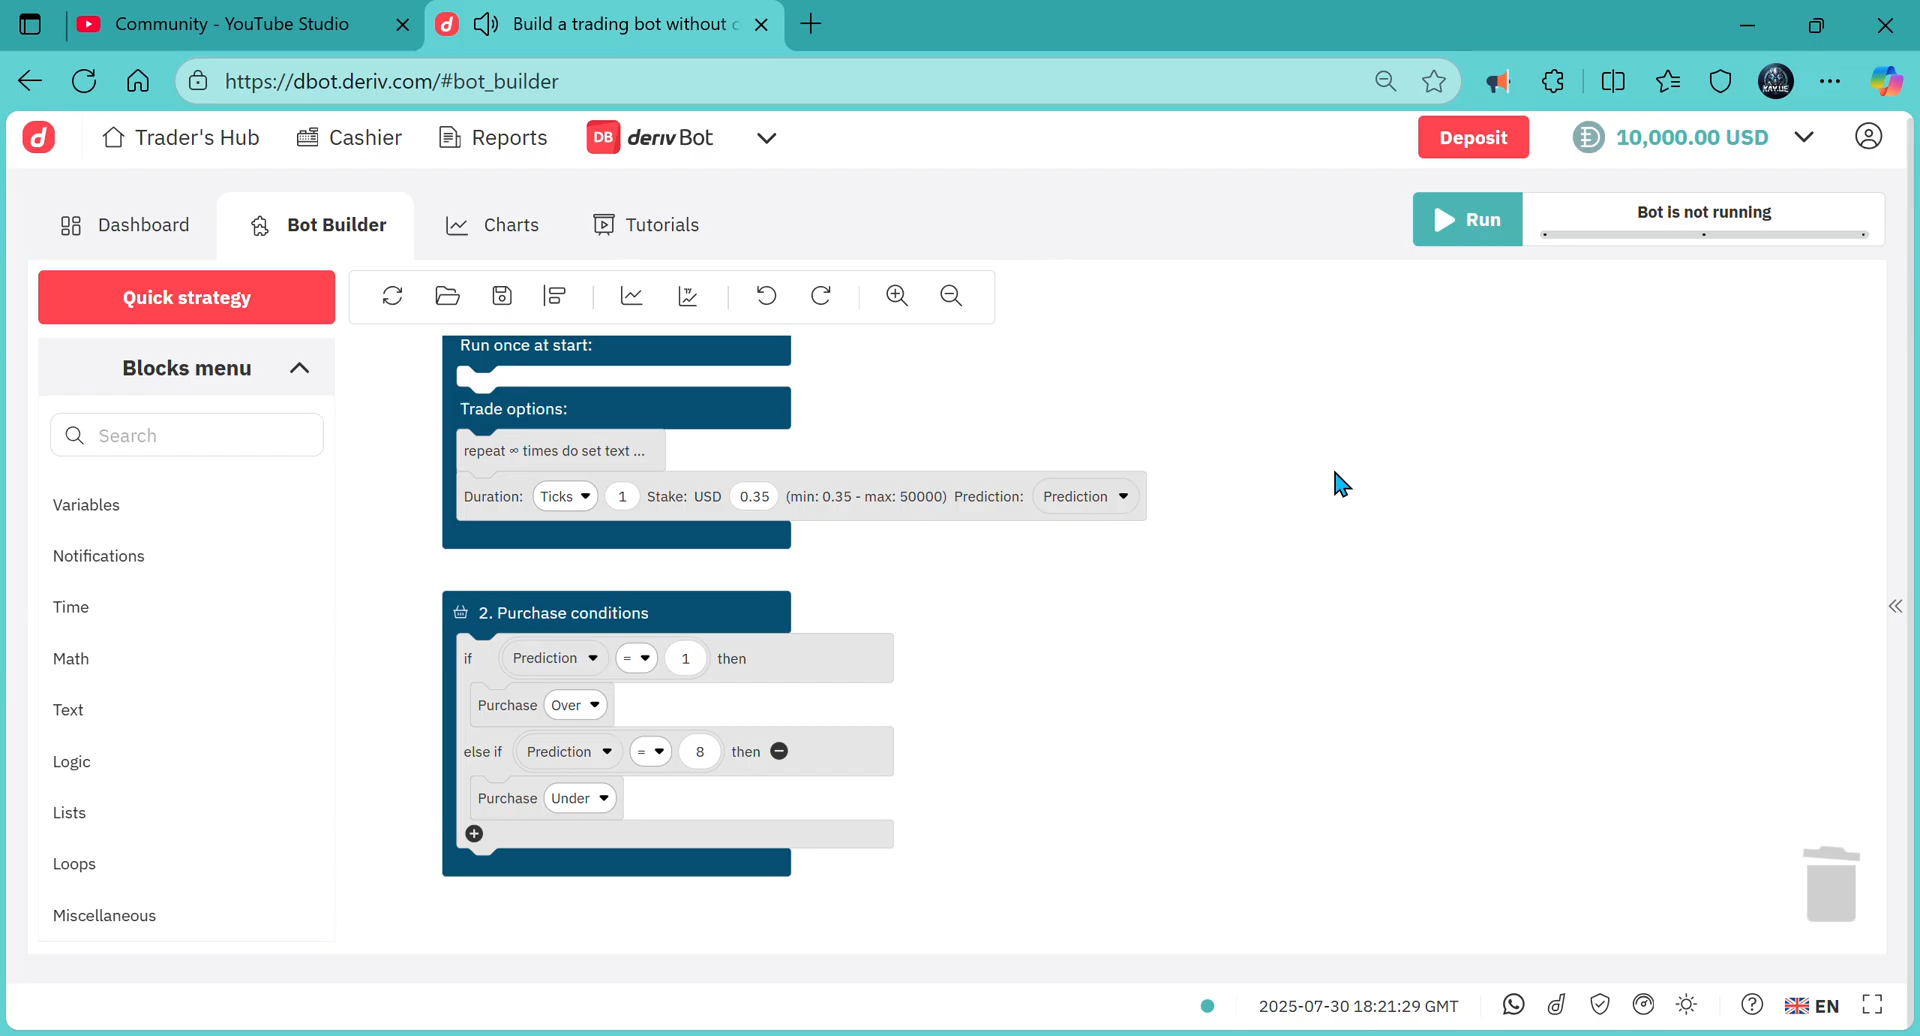 Community - YouTube Studio
Build a trading bot without c
https://dbot.deriv.com/#bot_builder
Trader's Hub
Cashier
Reports
DB deriv Bot
Deposit
10,000.00 USD
Dashboard
Bot Builder
Charts
Tutorials
Run
Bot is not running
Quick strategy
Blocks menu
Search
Variables
Notifications
Time
Math
Text
Logic
Lists
Loops
Miscellaneous
Run once at start:
Trade options:
repeat ∞ times do set text ...
Duration: Ticks 1 Stake: USD 0.35 (min: 0.35 - max: 50000) Prediction: Prediction
2. Purchase conditions
if Prediction = 1 then
Purchase Over
else if Prediction = 8 then
Purchase Under
2025-07-30 18:21:29 GMT
EN